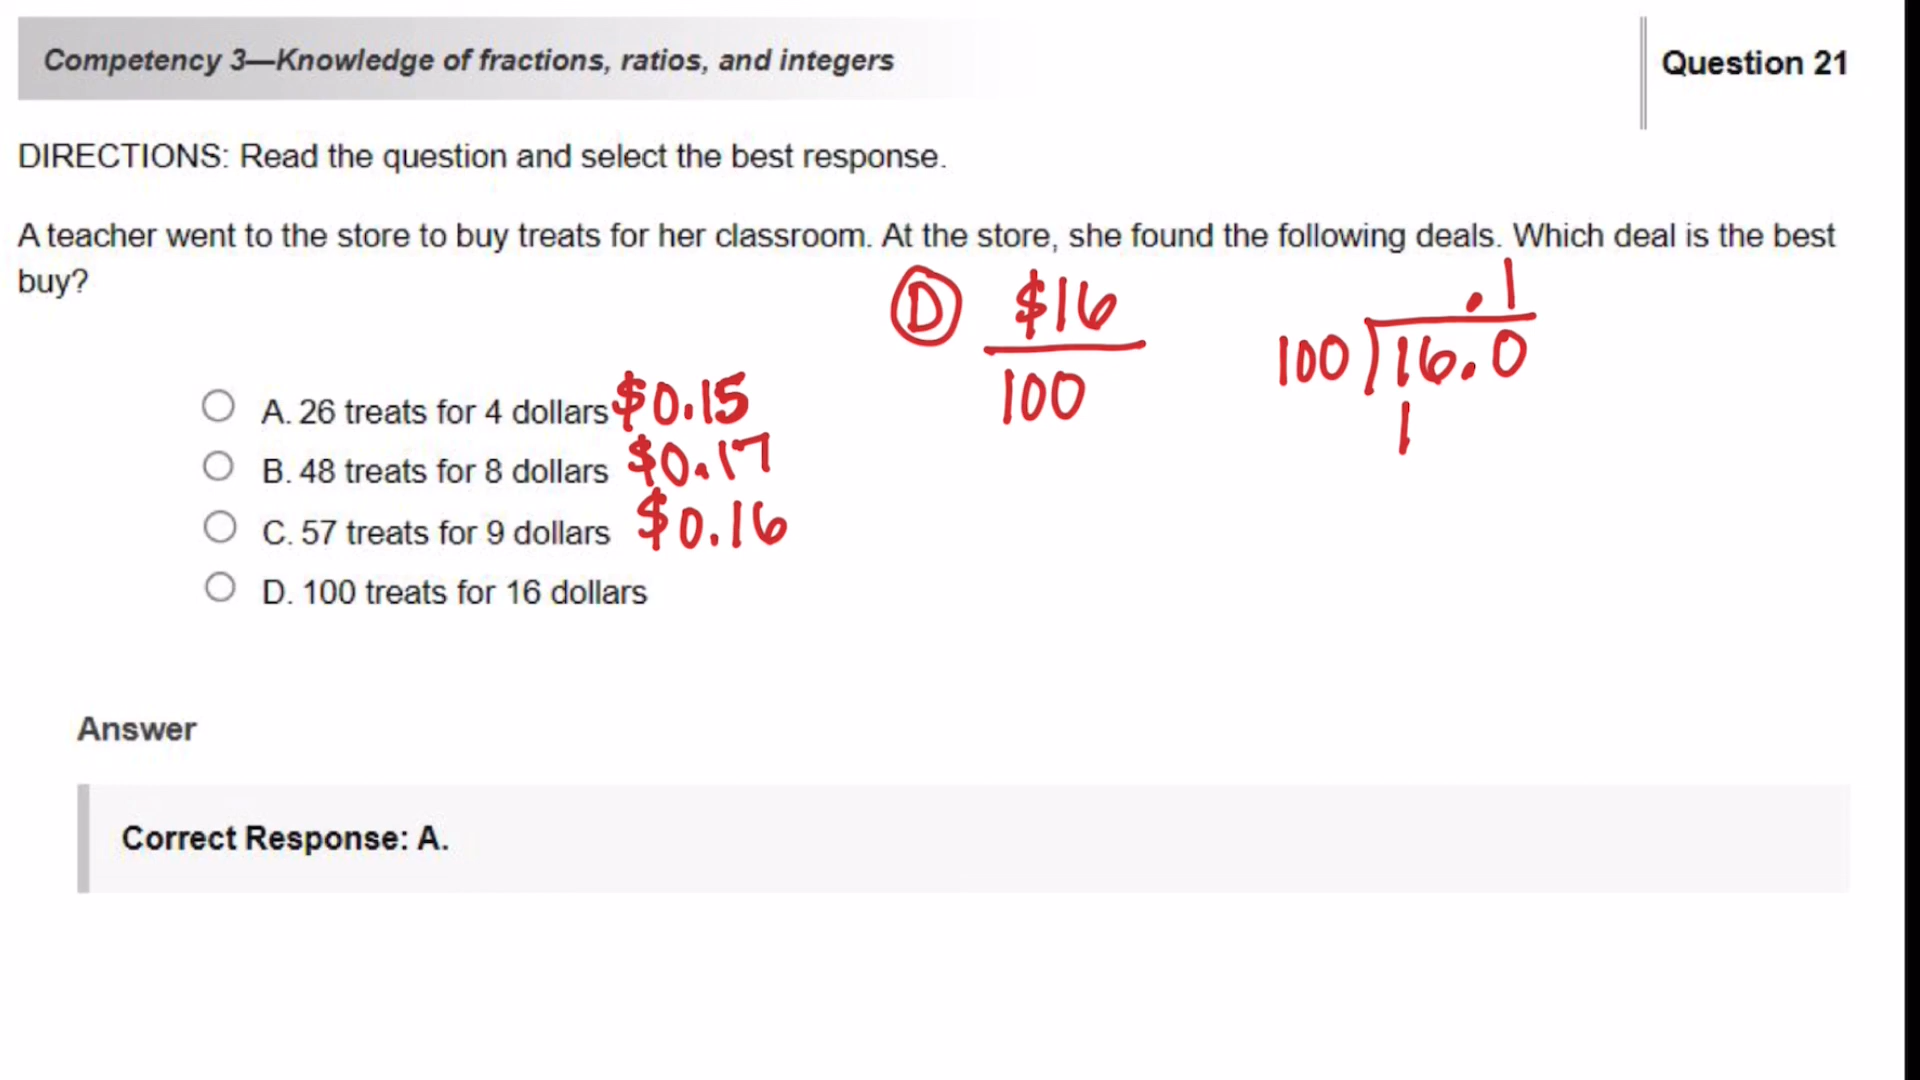 Competency 3—Knowledge of fractions, ratios, and integers
Question 21
DIRECTIONS: Read the question and select the best response.
A teacher went to the store to buy treats for her classroom. At the store, she found the following deals. Which deal is the best
buy?
D $16
100
.1
100 16.0
1
A. 26 treats for 4 dollars $0.15
B. 48 treats for 8 dollars $0.17
C. 57 treats for 9 dollars $0.16
D. 100 treats for 16 dollars
Answer
Correct Response: A.